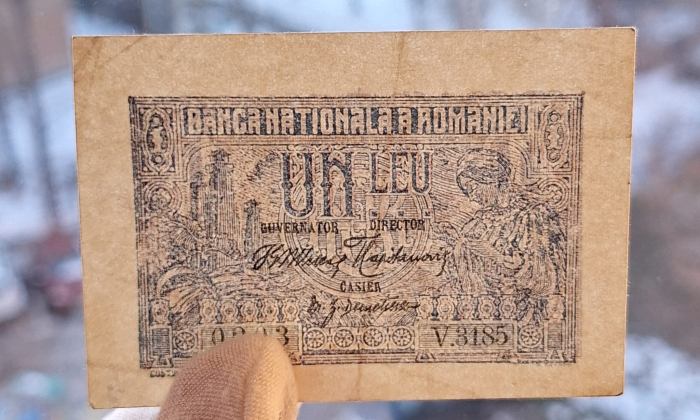 BANCA NATIONALA A ROMANIEI
UN LEU
GUVERNATOR DIRECTOR
CASIER
V.3185